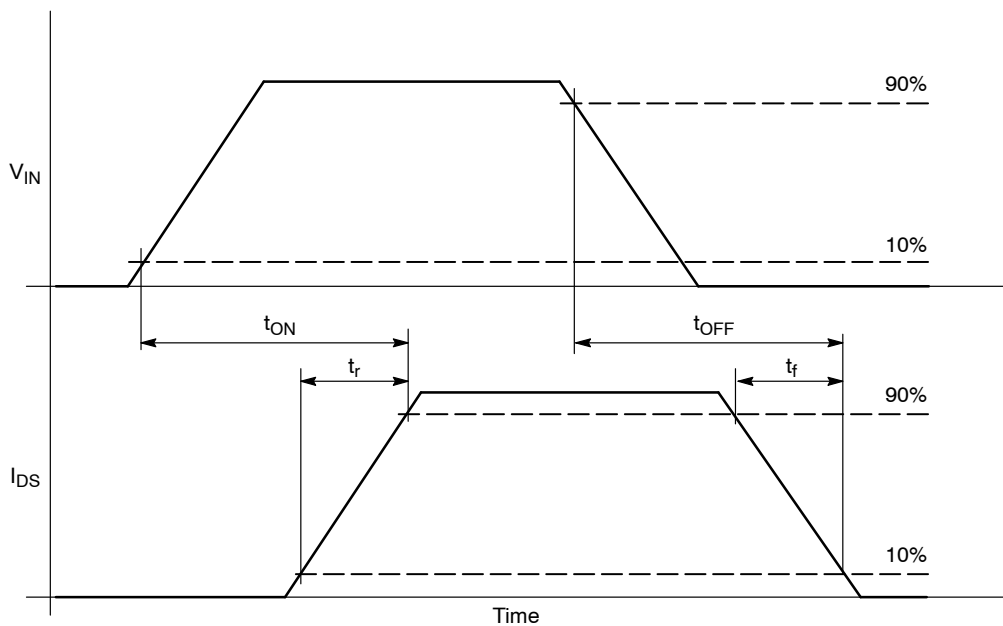 90%
V_IN
10%
t_ON t_OFF
t_r t_f
90%
I_DS
10%
Time